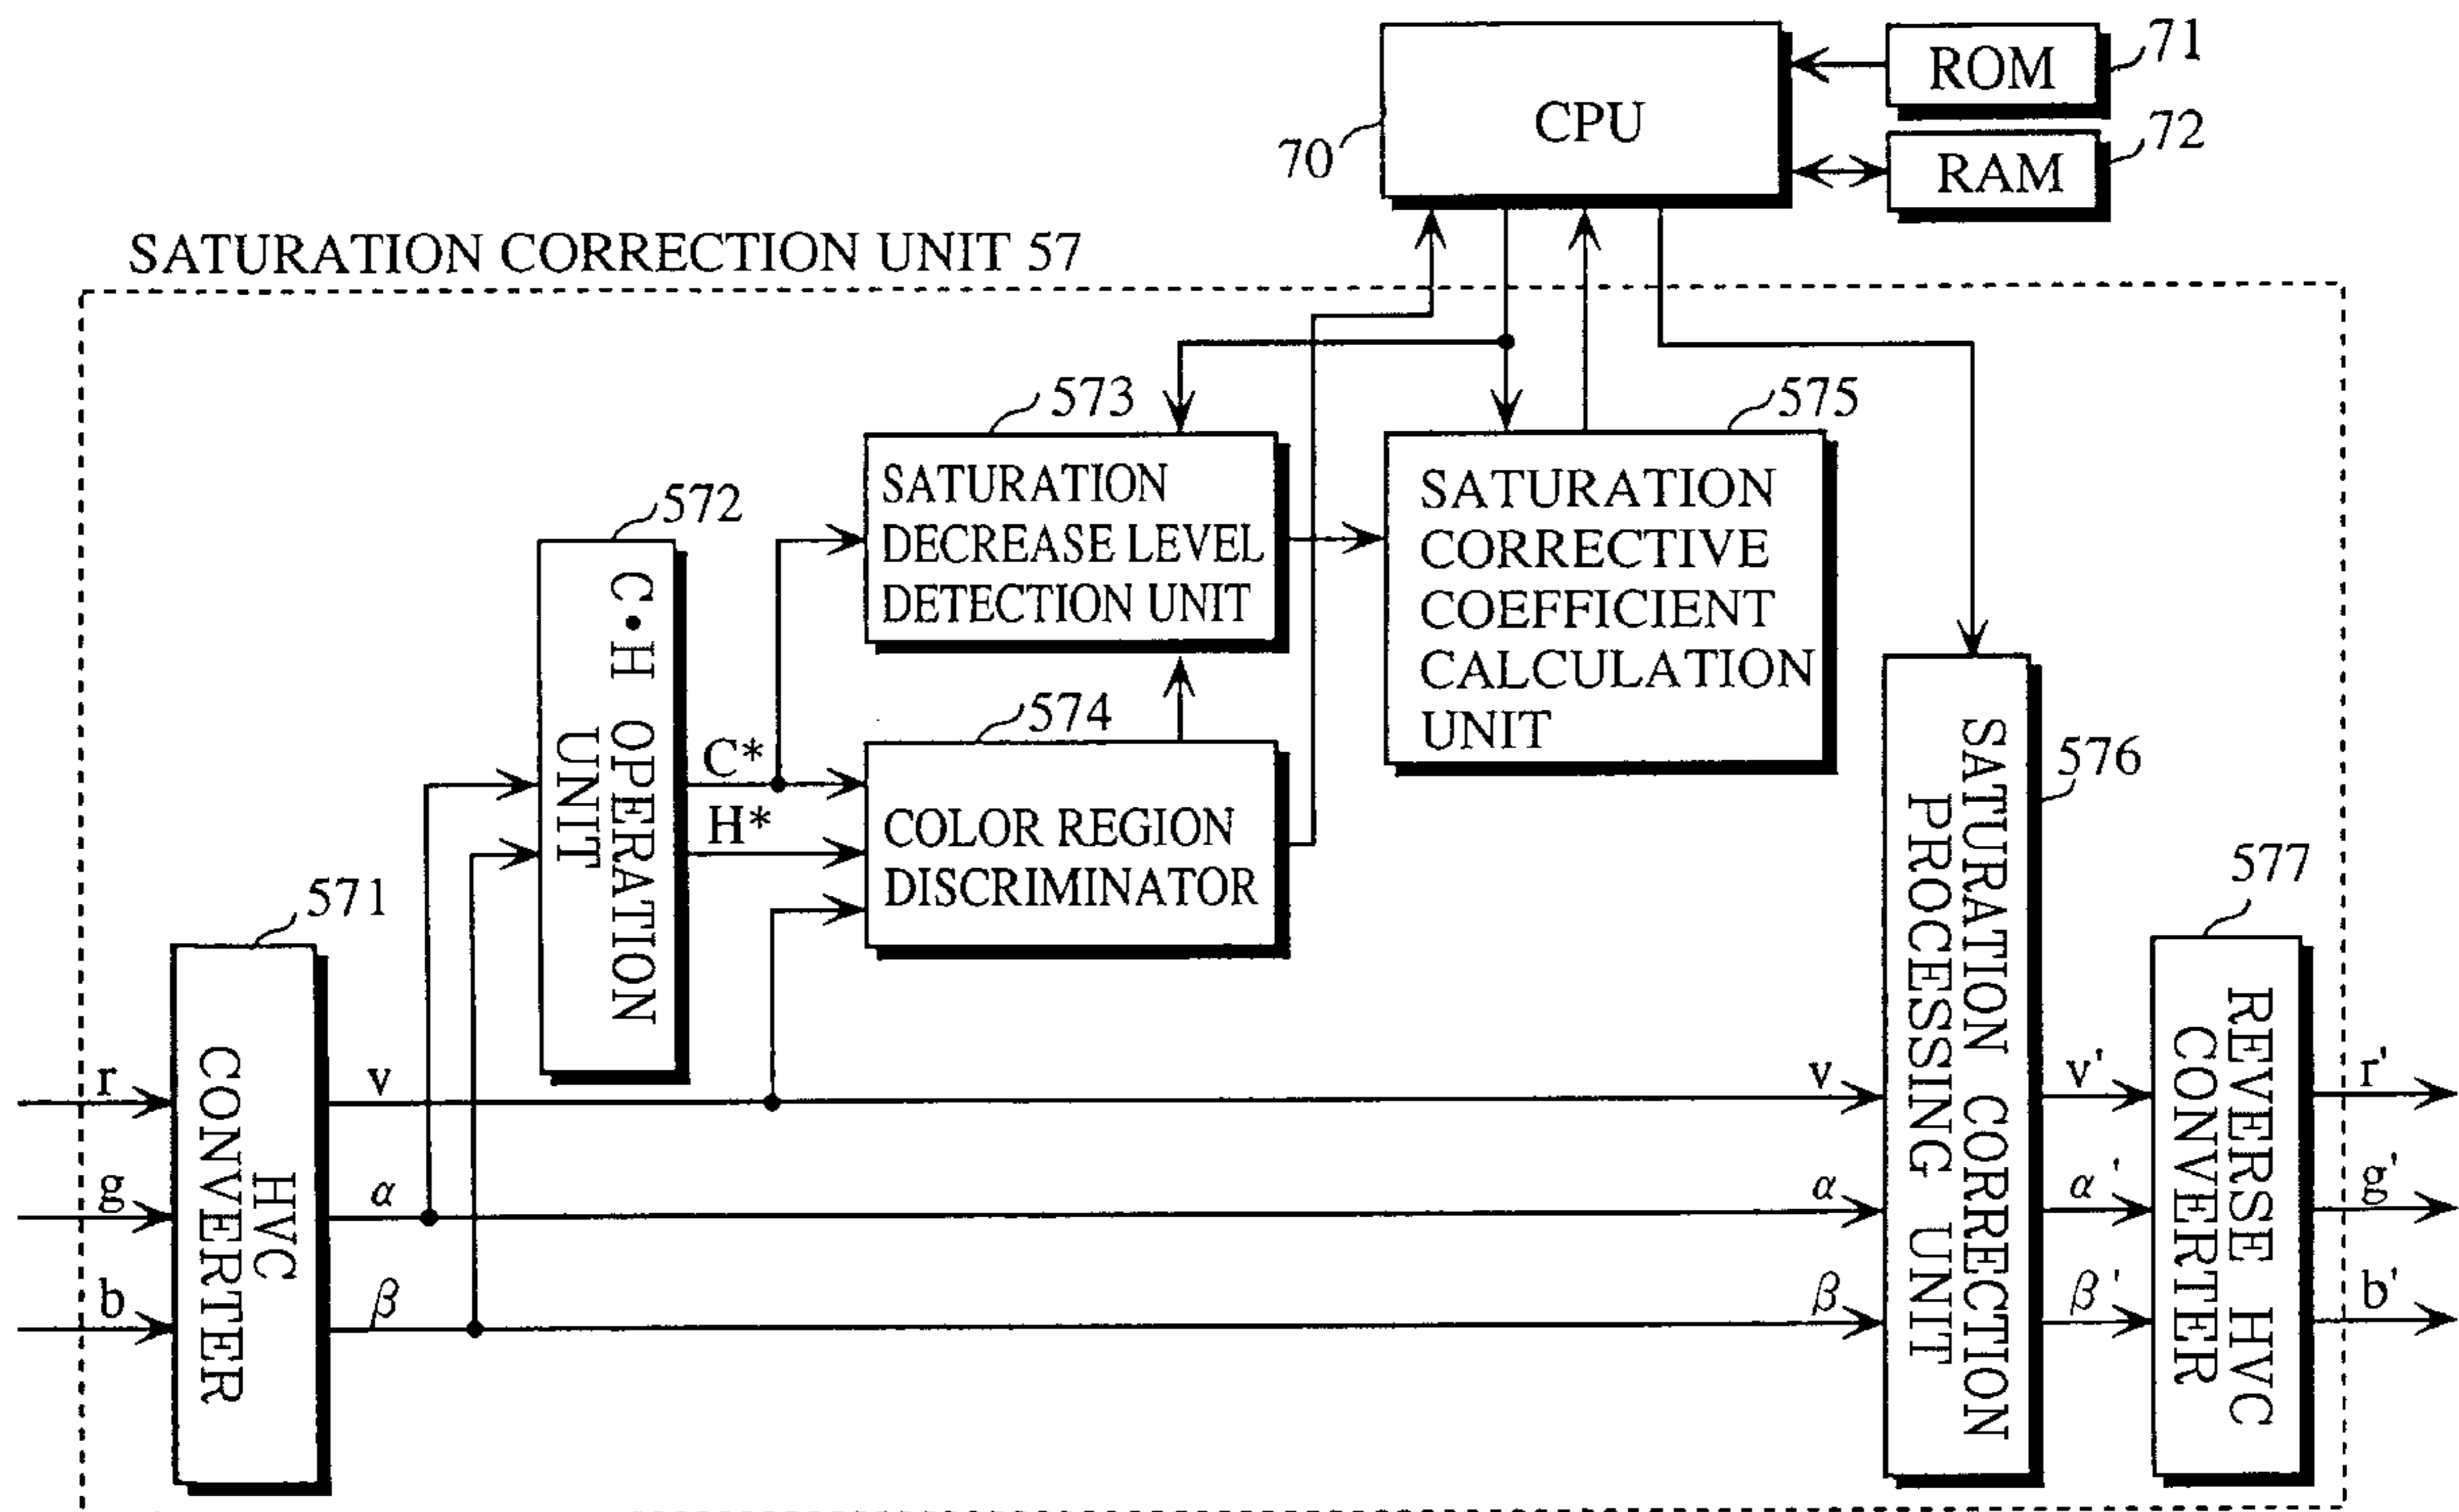 71
ROM
CPU
72
70
RAM
SATURATION CORRECTION UNIT 57
573
575
SATURATION
DECREASE LEVEL
DETECTION UNIT
SATURATION
CORRECTIVE
COEFFICIENT
CALCULATION
UNIT
572
C•H OPERATION
UNIT
C*
H*
574
COLOR REGION
DISCRIMINATOR
576
SATURATION CORRECTION
PROCESSING UNIT
577
REVERSE HVC
CONVERTER
571
HVC
CONVERTER
r
v
v
v'
r'
g
α
α
α'
g'
b
β
β
β'
b'